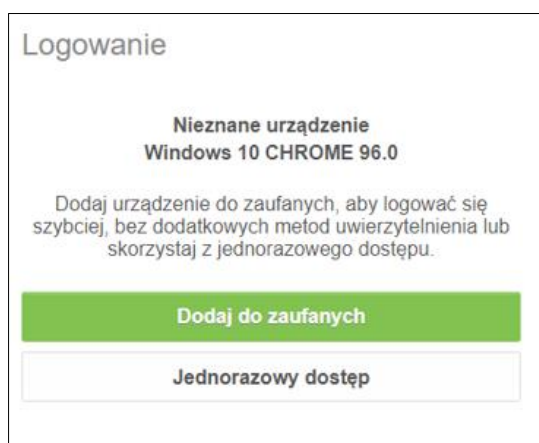 Logowanie
Nieznane urządzenie
Windows 10 CHROME 96.0
Dodaj urządzenie do zaufanych, aby logować się
szybciej, bez dodatkowych metod uwierzytelnienia lub
skorzystaj z jednorazowego dostępu.
Dodaj do zaufanych
Jednorazowy dostęp